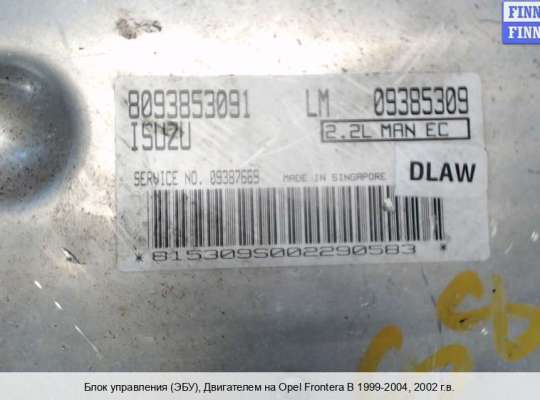 FINN
FINN
8093853091 LM 09385309
ISUZU 2.2L MAN EC
SERVICE NO. 09387669 MADE IN SINGAPORE DLAW
*815309S002290583*
Блок управления (ЭБУ), Двигателем на Opel Frontera B 1999-2004, 2002 г.в.